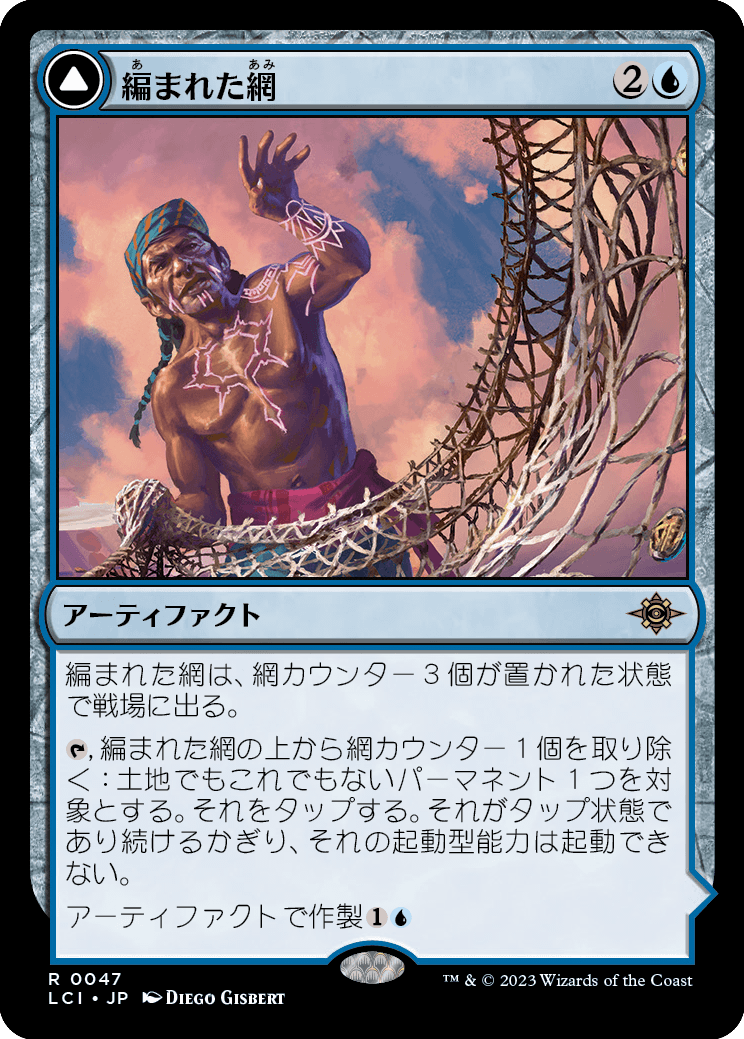 編まれた網 2
アーティファクト
編まれた網は、網カウンター３個が置かれた状態
で戦場に出る。
, 編まれた網の上から網カウンター１個を取り除
く：土地でもこれでもないパーマネント１つを対
象とする。それをタップする。それがタップ状態で
あり続けるかぎり、それの起動型能力は起動でき
ない。
アーティファクトで作製 1
R 0047
LCI • JP DIEGO GISBERT
™ & © 2023 Wizards of the Coast